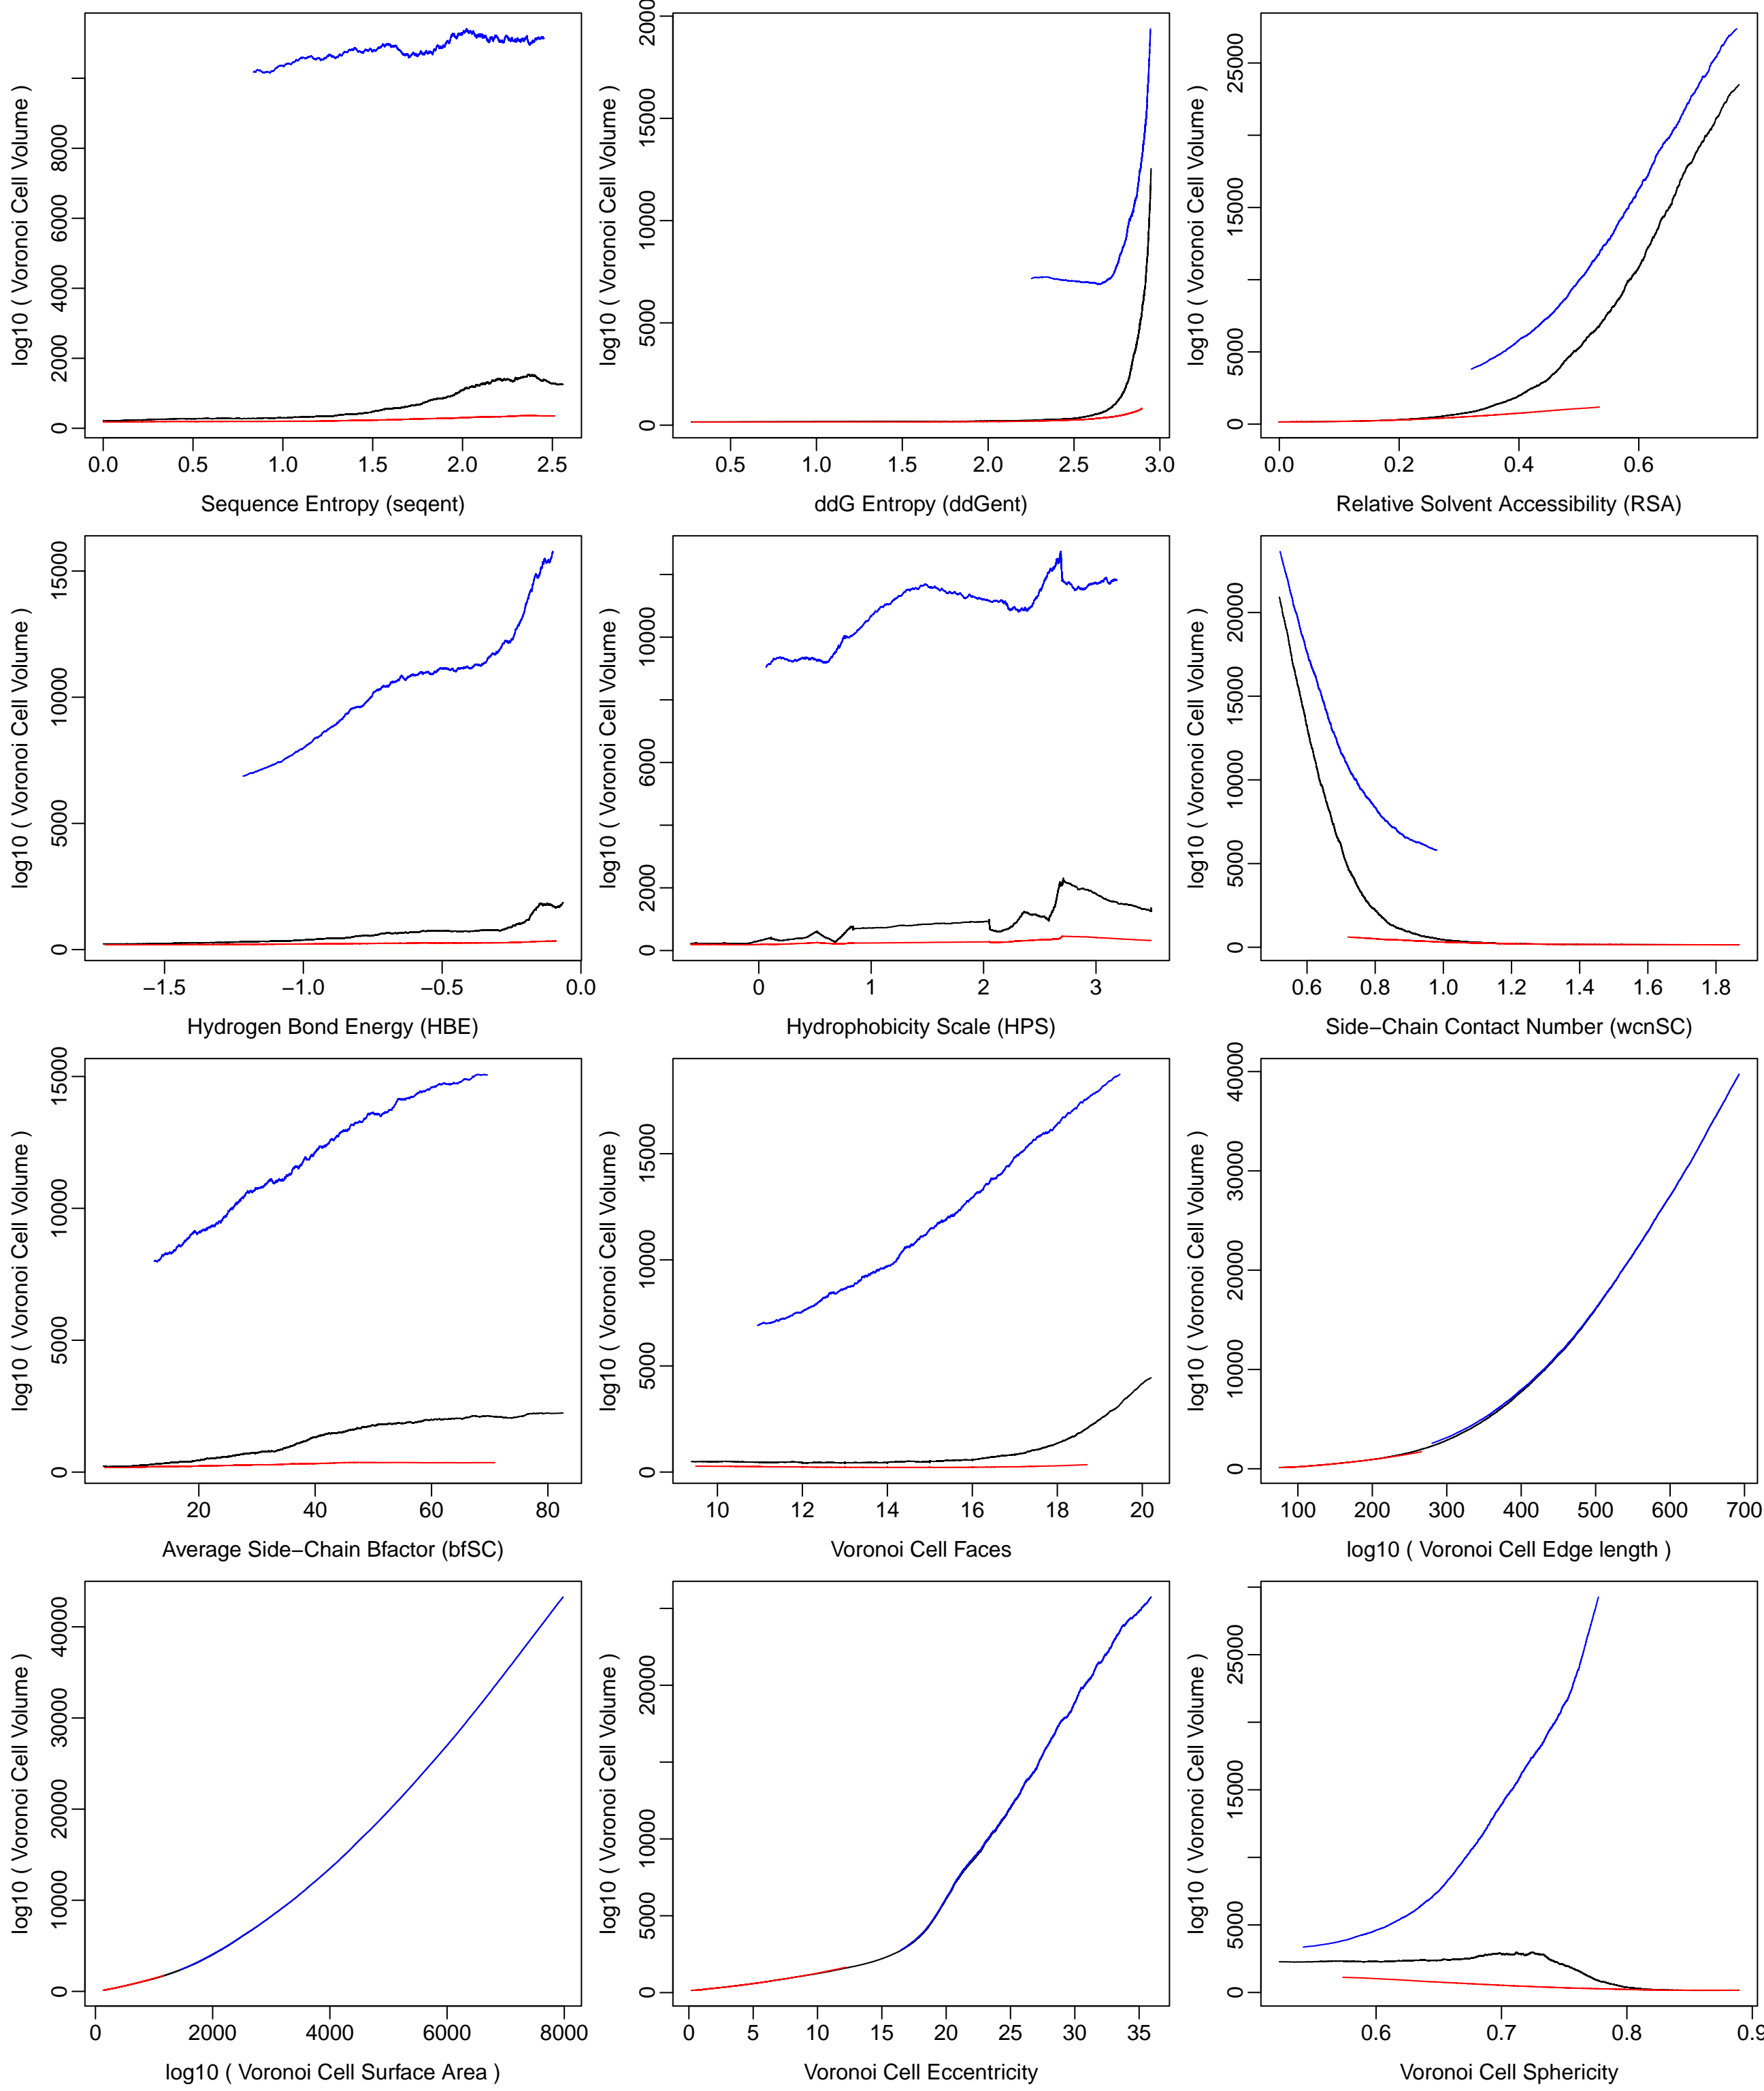 log10 ( Voronoi Cell Volume )
0 2000 4000 6000 8000
0.0 0.5 1.0 1.5 2.0 2.5
Sequence Entropy (seqent)
log10 ( Voronoi Cell Volume )
0 5000 10000 15000 2000
0.5 1.0 1.5 2.0 2.5 3.0
ddG Entropy (ddGent)
log10 ( Voronoi Cell Volume )
0 5000 15000 25000
0.0 0.2 0.4 0.6
Relative Solvent Accessibility (RSA)
log10 ( Voronoi Cell Volume )
0 5000 10000 15000
−1.5 −1.0 −0.5 0.0
Hydrogen Bond Energy (HBE)
log10 ( Voronoi Cell Volume )
0 2000 6000 10000
0 1 2 3
Hydrophobicity Scale (HPS)
log10 ( Voronoi Cell Volume )
0 5000 10000 15000 20000
0.6 0.8 1.0 1.2 1.4 1.6 1.8
Side−Chain Contact Number (wcnSC)
log10 ( Voronoi Cell Volume )
0 5000 10000 15000
20 40 60 80
Average Side−Chain Bfactor (bfSC)
log10 ( Voronoi Cell Volume )
0 5000 10000 15000
10 12 14 16 18 20
Voronoi Cell Faces
log10 ( Voronoi Cell Volume )
0 10000 20000 30000 40000
100 200 300 400 500 600 700
log10 ( Voronoi Cell Edge length )
log10 ( Voronoi Cell Volume )
0 10000 20000 30000 40000
0 2000 4000 6000 8000
log10 ( Voronoi Cell Surface Area )
log10 ( Voronoi Cell Volume )
0 5000 10000 20000
0 5 10 15 20 25 30 35
Voronoi Cell Eccentricity
log10 ( Voronoi Cell Volume )
0 5000 15000 25000
0.6 0.7 0.8 0.9
Voronoi Cell Sphericity